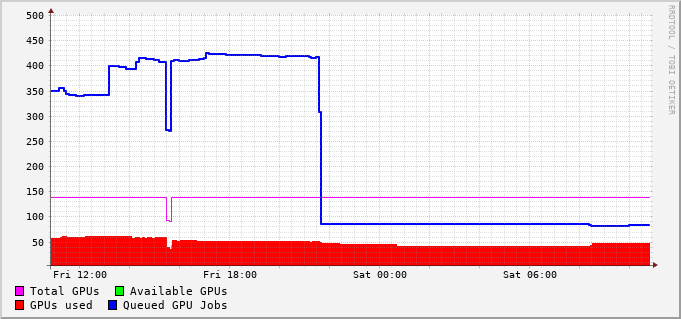 500
450
400
350
300
250
200
150
100
50
Fri 12:00 Fri 18:00 Sat 00:00 Sat 06:00
Total GPUs Available GPUs
GPUs used Queued GPU Jobs
RRDTOOL / TOBI OETIKER